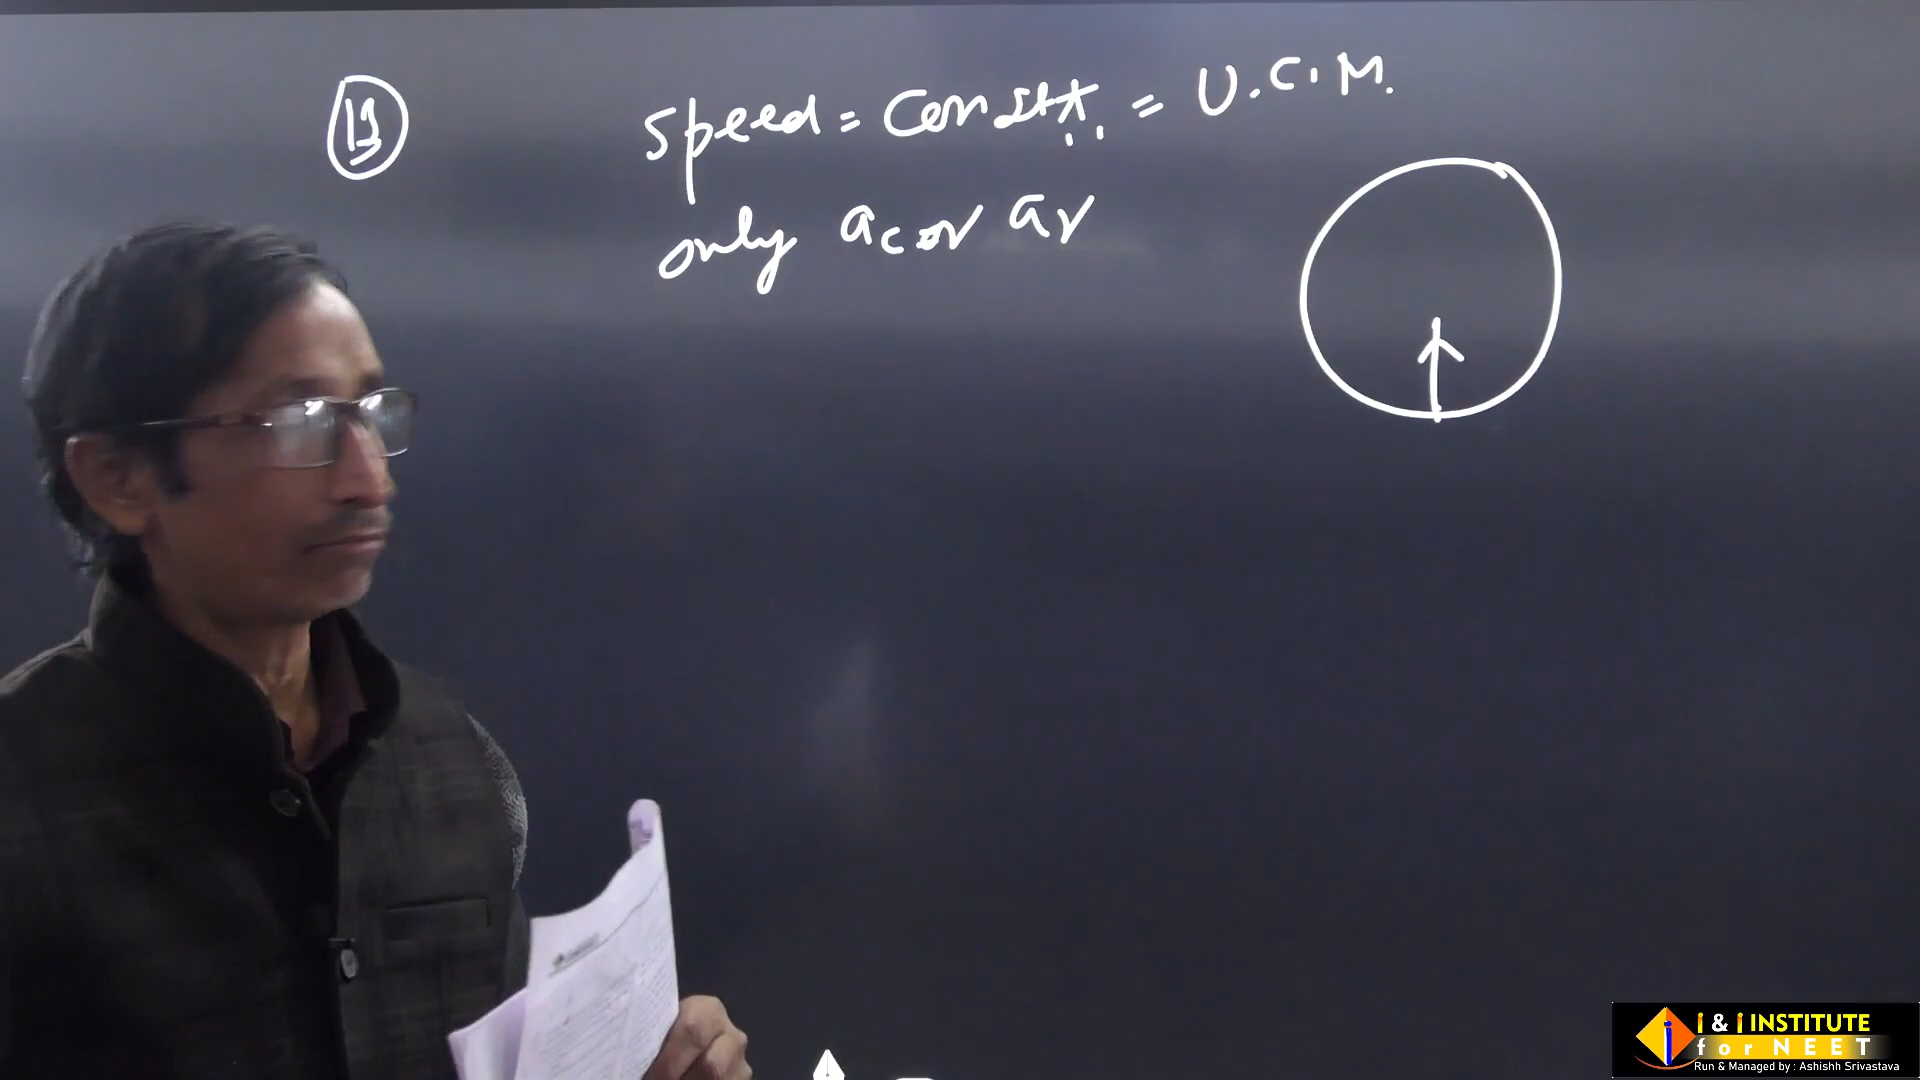 13
Speed = Constt. = U.C.M.
only ac or ar
i & i INSTITUTE
for NEET
Run & Managed by : Ashishh Srivastava